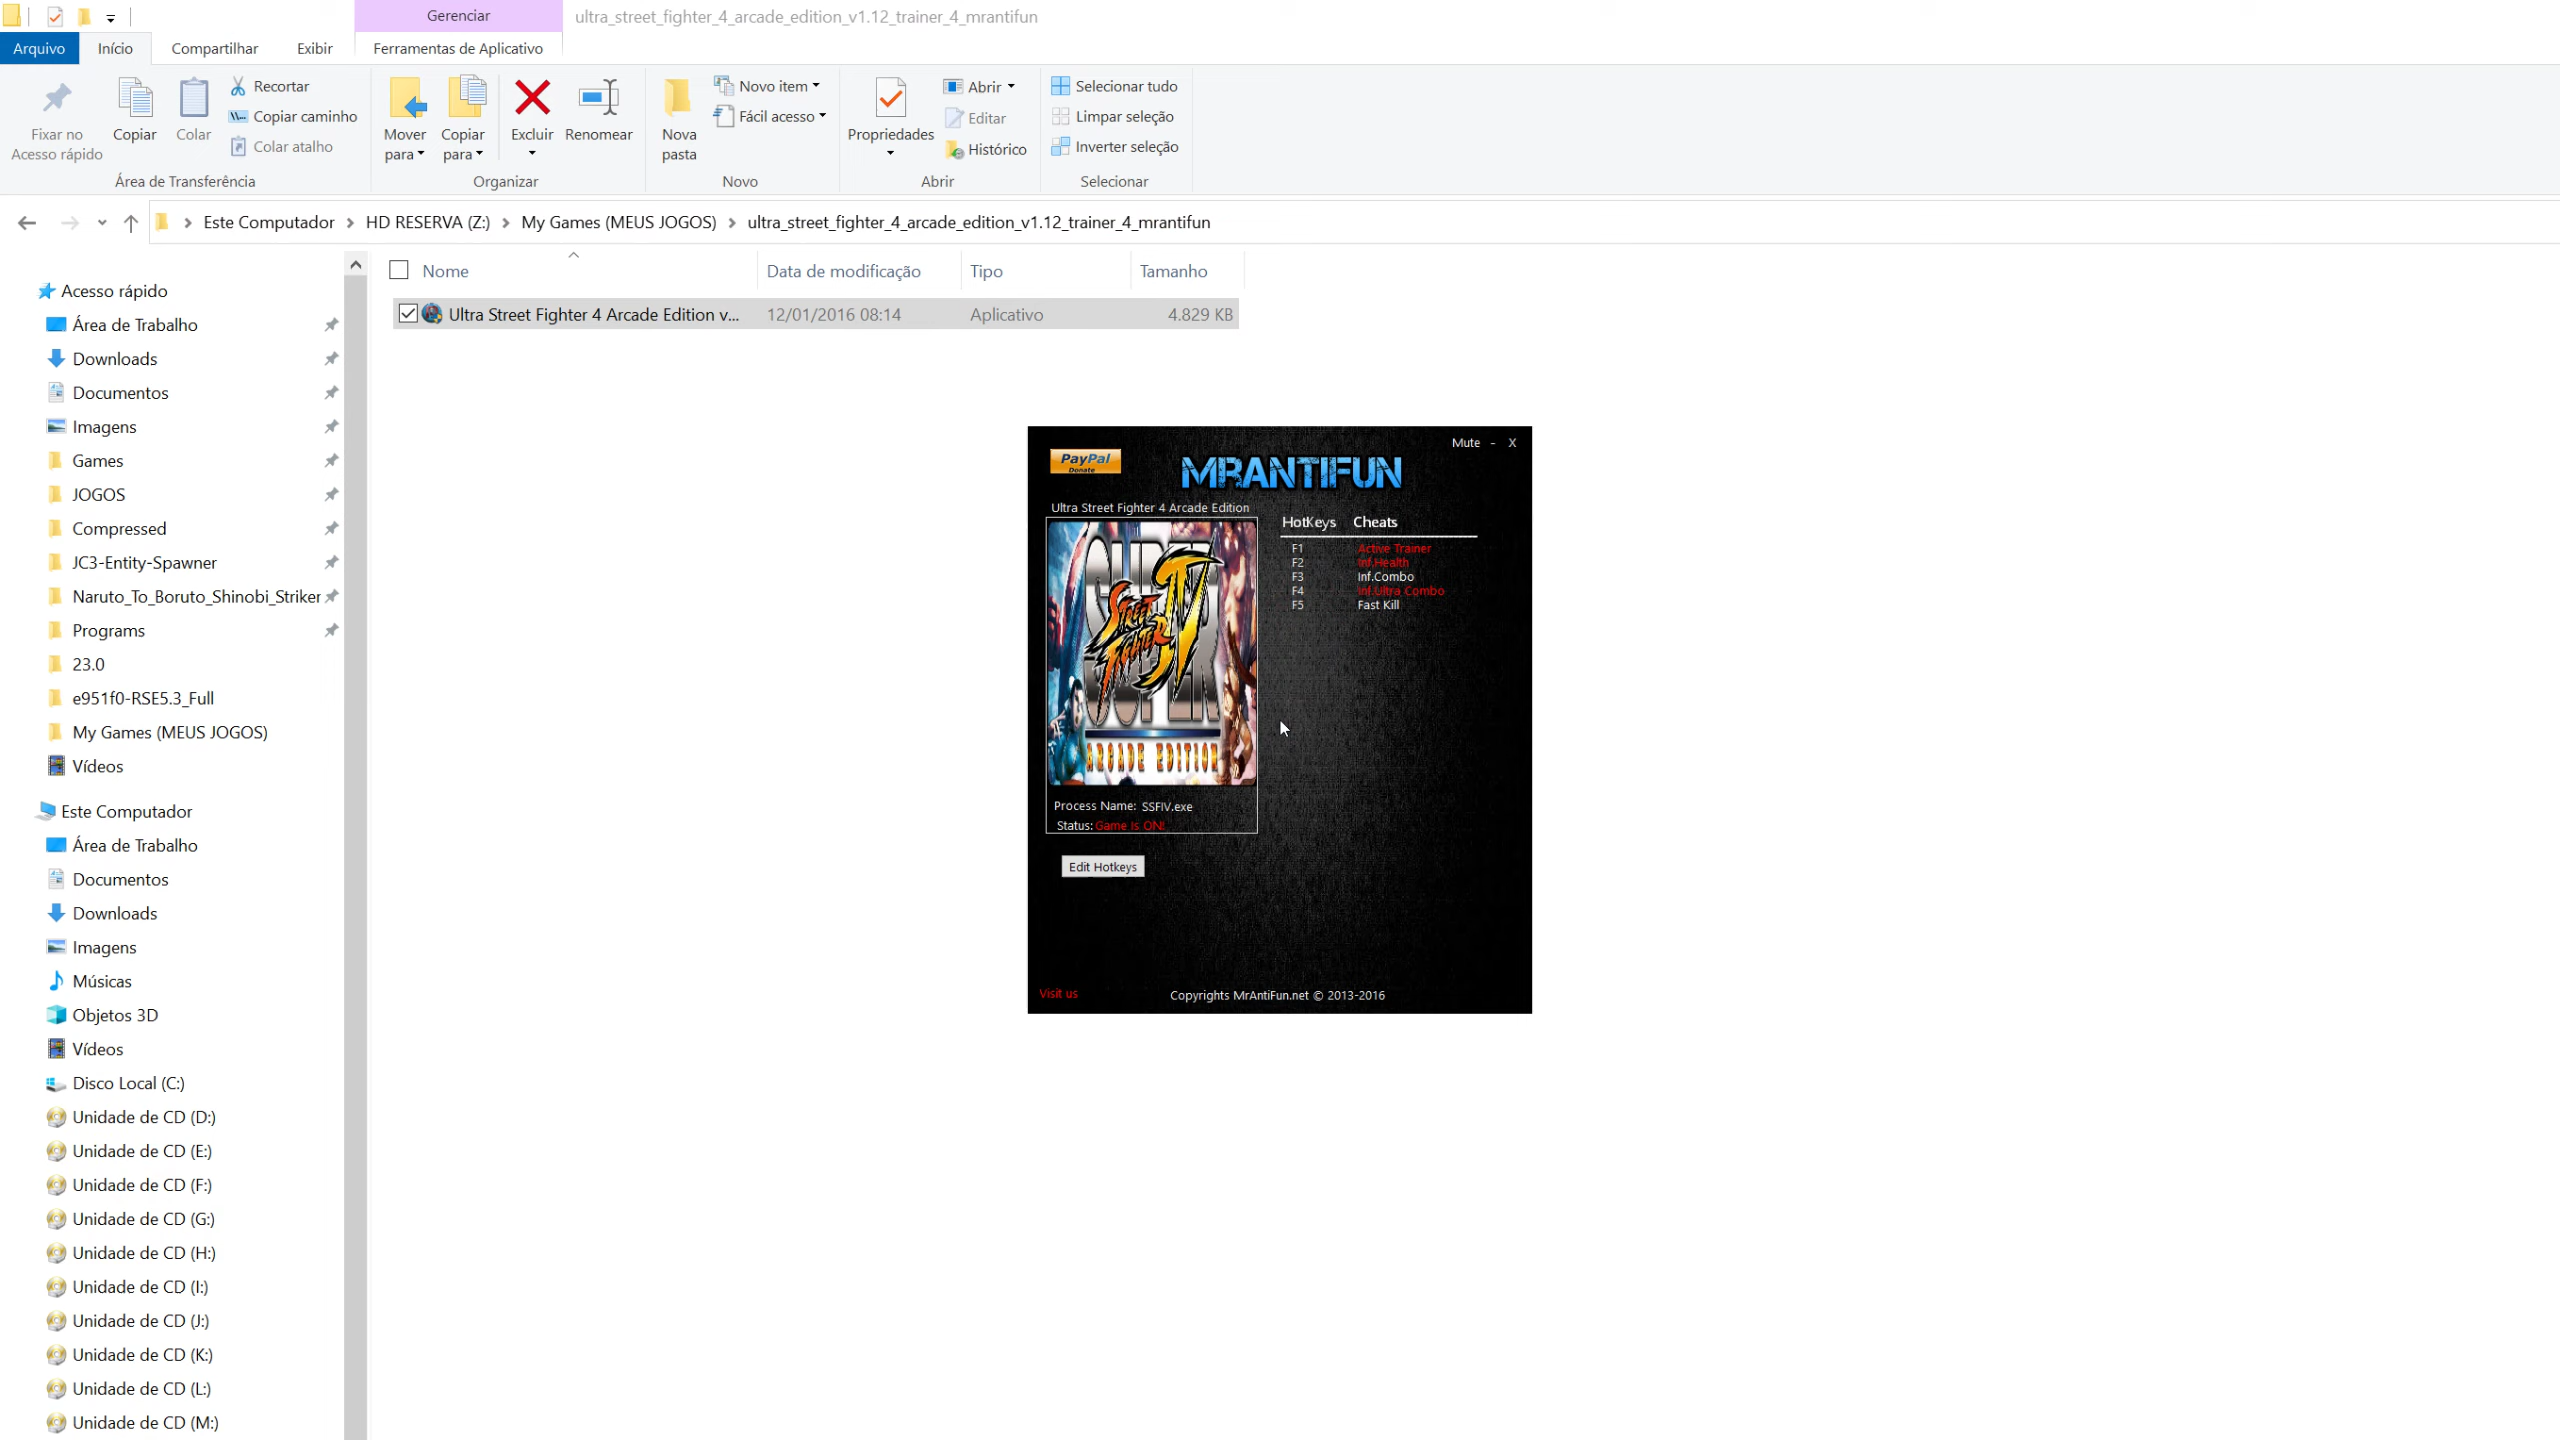 Gerenciar
ultra_street_fighter_4_arcade_edition_v1.12_trainer_4_mrantifun
Arquivo Início Compartilhar Exibir Ferramentas de Aplicativo
Fixar no
Acesso rápido
Copiar
Colar
Recortar
Copiar caminho
Colar atalho
Área de Transferência
Mover
para
Copiar
para
Excluir
Renomear
Organizar
Nova
pasta
Novo item
Fácil acesso
Novo
Propriedades
Abrir
Editar
Histórico
Abrir
Selecionar tudo
Limpar seleção
Inverter seleção
Selecionar
Este Computador > HD RESERVA (Z:) > My Games (MEUS JOGOS) > ultra_street_fighter_4_arcade_edition_v1.12_trainer_4_mrantifun
Nome Data de modificação Tipo Tamanho
Ultra Street Fighter 4 Arcade Edition v... 12/01/2016 08:14 Aplicativo 4.829 KB
Acesso rápido
Área de Trabalho
Downloads
Documentos
Imagens
Games
JOGOS
Compressed
JC3-Entity-Spawner
Naruto_To_Boruto_Shinobi_Striker
Programs
23.0
e951f0-RSE5.3_Full
My Games (MEUS JOGOS)
Vídeos
Este Computador
Área de Trabalho
Documentos
Downloads
Imagens
Músicas
Objetos 3D
Vídeos
Disco Local (C:)
Unidade de CD (D:)
Unidade de CD (E:)
Unidade de CD (F:)
Unidade de CD (G:)
Unidade de CD (H:)
Unidade de CD (I:)
Unidade de CD (J:)
Unidade de CD (K:)
Unidade de CD (L:)
Unidade de CD (M:)
Mute - X
PayPal
Donate
MRANTIFUN
Ultra Street Fighter 4 Arcade Edition
SUPER
STREET
FIGHTER IV
SUPER
ARCADE EDITION
HotKeys Cheats
F1 Active Trainer
F2 Inf.Health
F3 Inf.Combo
F4 Inf.Ultra Combo
F5 Fast Kill
Process Name: SSFIV.exe
Status: Game Is ON!
Edit Hotkeys
Visit us
Copyrights MrAntiFun.net © 2013-2016